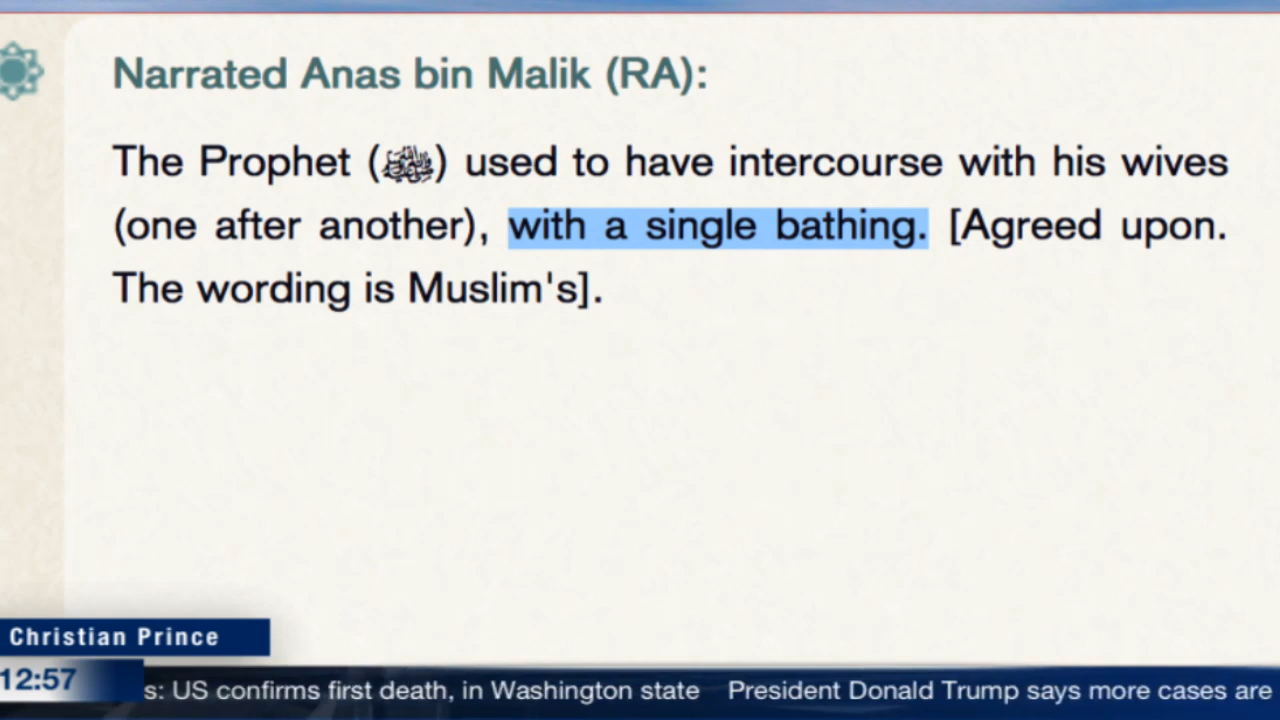 Narrated Anas bin Malik (RA):
The Prophet (ﷺ) used to have intercourse with his wives
(one after another), with a single bathing. [Agreed upon.
The wording is Muslim's].
Christian Prince
12:57
s: US confirms first death, in Washington state President Donald Trump says more cases are